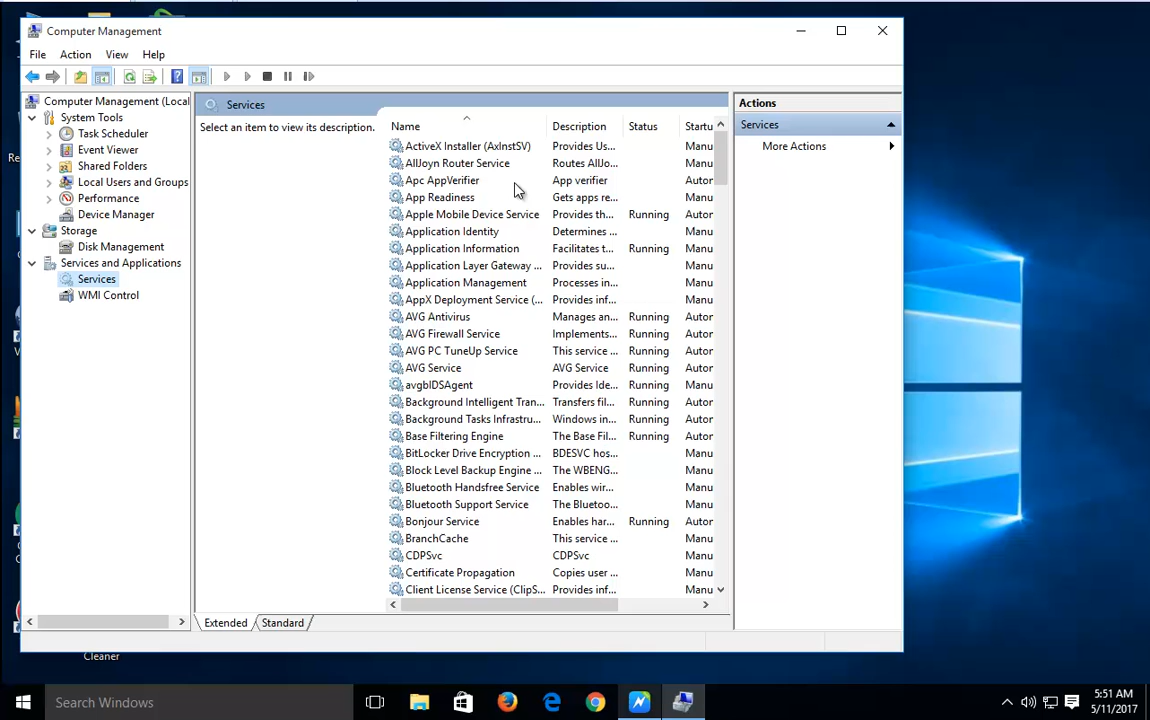 Computer Management
File Action View Help
Computer Management (Local
System Tools
Task Scheduler
Event Viewer
Shared Folders
Local Users and Groups
Performance
Device Manager
Storage
Disk Management
Services and Applications
Services
WMI Control
Services
Select an item to view its description.
Name Description Status Startu
ActiveX Installer (AxInstSV) Provides Us... Manu
AllJoyn Router Service Routes AllJo... Manu
Apc AppVerifier App verifier Autor
App Readiness Gets apps re... Manu
Apple Mobile Device Service Provides th... Running Autor
Application Identity Determines ... Manu
Application Information Facilitates t... Running Manu
Application Layer Gateway ... Provides su... Manu
Application Management Processes in... Manu
AppX Deployment Service (... Provides inf... Manu
AVG Antivirus Manages an... Running Autor
AVG Firewall Service Implements... Running Autor
AVG PC TuneUp Service This service ... Running Autor
AVG Service AVG Service Running Autor
avgbIDSAgent Provides Ide... Running Manu
Background Intelligent Tran... Transfers fil... Running Autor
Background Tasks Infrastru... Windows in... Running Autor
Base Filtering Engine The Base Fil... Running Autor
BitLocker Drive Encryption ... BDESVC hos... Manu
Block Level Backup Engine ... The WBENG... Manu
Bluetooth Handsfree Service Enables wir... Manu
Bluetooth Support Service The Bluetoo... Manu
Bonjour Service Enables har... Running Autor
BranchCache This service ... Manu
CDPSvc CDPSvc Manu
Certificate Propagation Copies user ... Manu
Client License Service (ClipS... Provides inf... Manu
Extended Standard
Actions
Services
More Actions
Cleaner
Search Windows
5:51 AM
5/11/2017